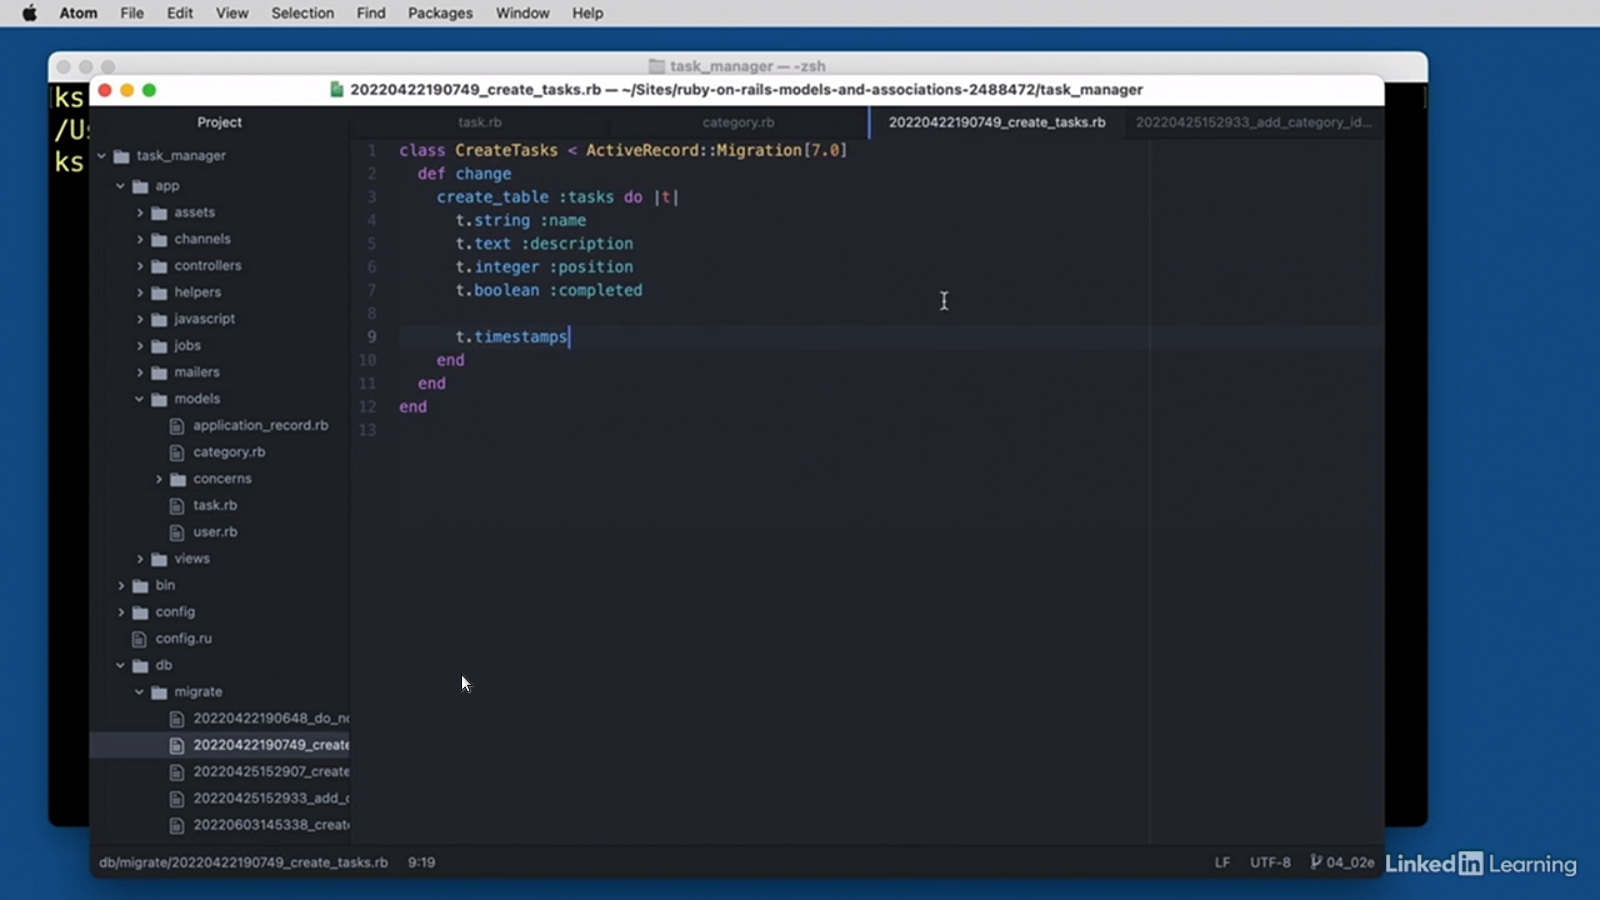 Atom File Edit View Selection Find Packages Window Help
task_manager — -zsh
ks
20220422190749_create_tasks.rb — ~/Sites/ruby-on-rails-models-and-associations-2488472/task_manager
/Us
ks
Project
task.rb
category.rb
20220422190749_create_tasks.rb
20220425152933_add_category_id...
task_manager
app
assets
channels
controllers
helpers
javascript
jobs
mailers
models
application_record.rb
category.rb
concerns
task.rb
user.rb
views
bin
config
config.ru
db
migrate
20220422190648_do_no
20220422190749_create
20220425152907_create
20220425152933_add_c
20220603145338_create
1 class CreateTasks < ActiveRecord::Migration[7.0]
2 def change
3 create_table :tasks do |t|
4 t.string :name
5 t.text :description
6 t.integer :position
7 t.boolean :completed
8
9 t.timestamps
10 end
11 end
12 end
13
db/migrate/20220422190749_create_tasks.rb 9:19
LF UTF-8 04_02e
LinkedIn Learning